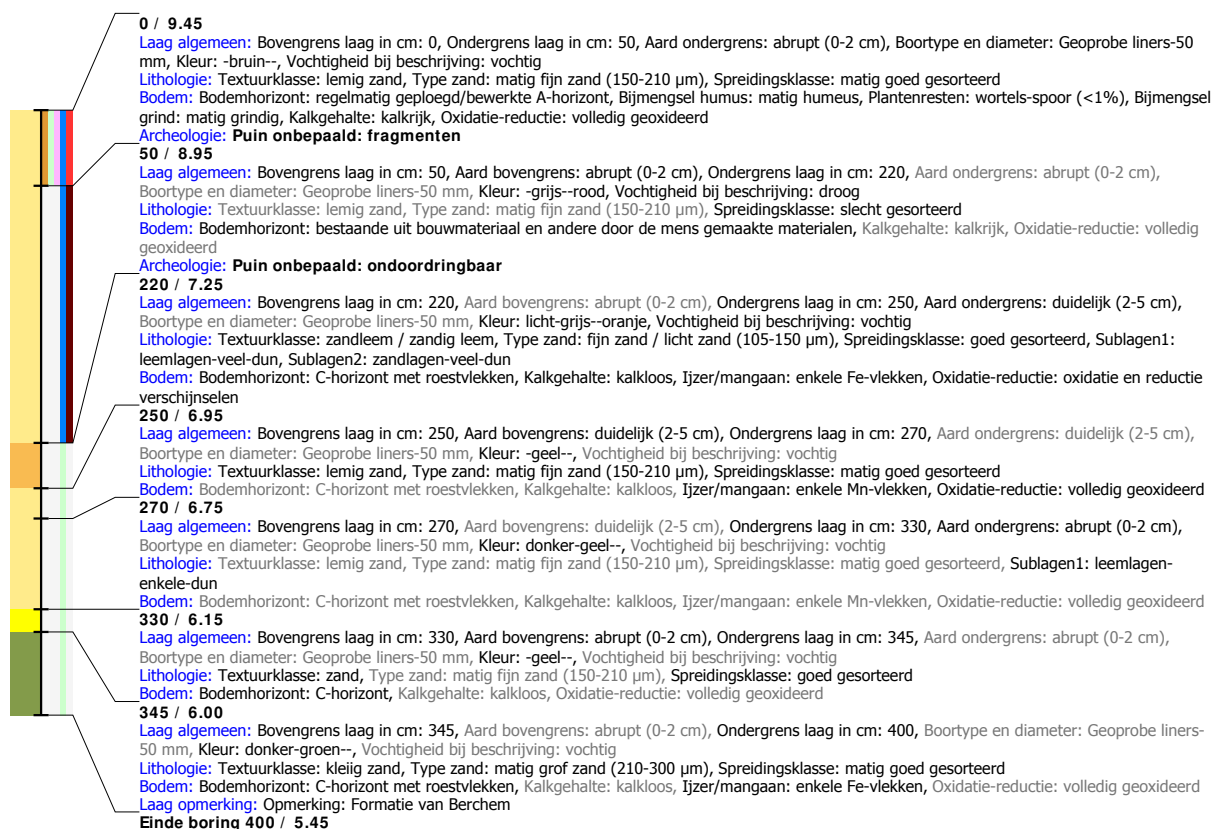 0 / 9.45
Laag algemeen: Bovengrens laag in cm: 0, Ondergrens laag in cm: 50, Aard ondergrens: abrupt (0-2 cm), Boortype en diameter: Geoprobe liners-50
mm, Kleur: -bruin--, Vochtigheid bij beschrijving: vochtig
Lithologie: Textuurklasse: lemig zand, Type zand: matig fijn zand (150-210 µm), Spreidingsklasse: matig goed gesorteerd
Bodem: Bodemhorizont: regelmatig geploegd/bewerkte A-horizont, Bijmengsel humus: matig humeus, Plantenresten: wortels-spoor (<1%), Bijmengsel
grind: matig grindig, Kalkgehalte: kalkrijk, Oxidatie-reductie: volledig geoxideerd
Archeologie: Puin onbepaald: fragmenten
50 / 8.95
Laag algemeen: Bovengrens laag in cm: 50, Aard bovengrens: abrupt (0-2 cm), Ondergrens laag in cm: 220, Aard ondergrens: abrupt (0-2 cm),
Boortype en diameter: Geoprobe liners-50 mm, Kleur: -grijs--rood, Vochtigheid bij beschrijving: droog
Lithologie: Textuurklasse: lemig zand, Type zand: matig fijn zand (150-210 µm), Spreidingsklasse: slecht gesorteerd
Bodem: Bodemhorizont: bestaande uit bouwmateriaal en andere door de mens gemaakte materialen, Kalkgehalte: kalkrijk, Oxidatie-reductie: volledig
geoxideerd
Archeologie: Puin onbepaald: ondoordringbaar
220 / 7.25
Laag algemeen: Bovengrens laag in cm: 220, Aard bovengrens: abrupt (0-2 cm), Ondergrens laag in cm: 250, Aard ondergrens: duidelijk (2-5 cm),
Boortype en diameter: Geoprobe liners-50 mm, Kleur: licht-grijs--oranje, Vochtigheid bij beschrijving: vochtig
Lithologie: Textuurklasse: zandleem / zandig leem, Type zand: fijn zand / licht zand (105-150 µm), Spreidingsklasse: goed gesorteerd, Sublagen1:
leemlagen-veel-dun, Sublagen2: zandlagen-veel-dun
Bodem: Bodemhorizont: C-horizont met roestvlekken, Kalkgehalte: kalkloos, Ijzer/mangaan: enkele Fe-vlekken, Oxidatie-reductie: oxidatie en reductie
verschijnselen
250 / 6.95
Laag algemeen: Bovengrens laag in cm: 250, Aard bovengrens: duidelijk (2-5 cm), Ondergrens laag in cm: 270, Aard ondergrens: duidelijk (2-5 cm),
Boortype en diameter: Geoprobe liners-50 mm, Kleur: -geel--, Vochtigheid bij beschrijving: vochtig
Lithologie: Textuurklasse: lemig zand, Type zand: matig fijn zand (150-210 µm), Spreidingsklasse: matig goed gesorteerd
Bodem: Bodemhorizont: C-horizont met roestvlekken, Kalkgehalte: kalkloos, Ijzer/mangaan: enkele Mn-vlekken, Oxidatie-reductie: volledig geoxideerd
270 / 6.75
Laag algemeen: Bovengrens laag in cm: 270, Aard bovengrens: duidelijk (2-5 cm), Ondergrens laag in cm: 330, Aard ondergrens: abrupt (0-2 cm),
Boortype en diameter: Geoprobe liners-50 mm, Kleur: donker-geel--, Vochtigheid bij beschrijving: vochtig
Lithologie: Textuurklasse: lemig zand, Type zand: matig fijn zand (150-210 µm), Spreidingsklasse: matig goed gesorteerd, Sublagen1: leemlagen-
enkele-dun
Bodem: Bodemhorizont: C-horizont met roestvlekken, Kalkgehalte: kalkloos, Ijzer/mangaan: enkele Mn-vlekken, Oxidatie-reductie: volledig geoxideerd
330 / 6.15
Laag algemeen: Bovengrens laag in cm: 330, Aard bovengrens: abrupt (0-2 cm), Ondergrens laag in cm: 345, Aard ondergrens: abrupt (0-2 cm),
Boortype en diameter: Geoprobe liners-50 mm, Kleur: -geel--, Vochtigheid bij beschrijving: vochtig
Lithologie: Textuurklasse: zand, Type zand: matig fijn zand (150-210 µm), Spreidingsklasse: goed gesorteerd
Bodem: Bodemhorizont: C-horizont, Kalkgehalte: kalkloos, Oxidatie-reductie: volledig geoxideerd
345 / 6.00
Laag algemeen: Bovengrens laag in cm: 345, Aard bovengrens: abrupt (0-2 cm), Ondergrens laag in cm: 400, Boortype en diameter: Geoprobe liners-
50 mm, Kleur: donker-groen--, Vochtigheid bij beschrijving: vochtig
Lithologie: Textuurklasse: kleiig zand, Type zand: matig grof zand (210-300 µm), Spreidingsklasse: matig goed gesorteerd
Bodem: Bodemhorizont: C-horizont met roestvlekken, Kalkgehalte: kalkloos, Ijzer/mangaan: enkele Fe-vlekken, Oxidatie-reductie: volledig geoxideerd
Laag opmerking: Opmerking: Formatie van Berchem
Einde boring 400 / 5.45